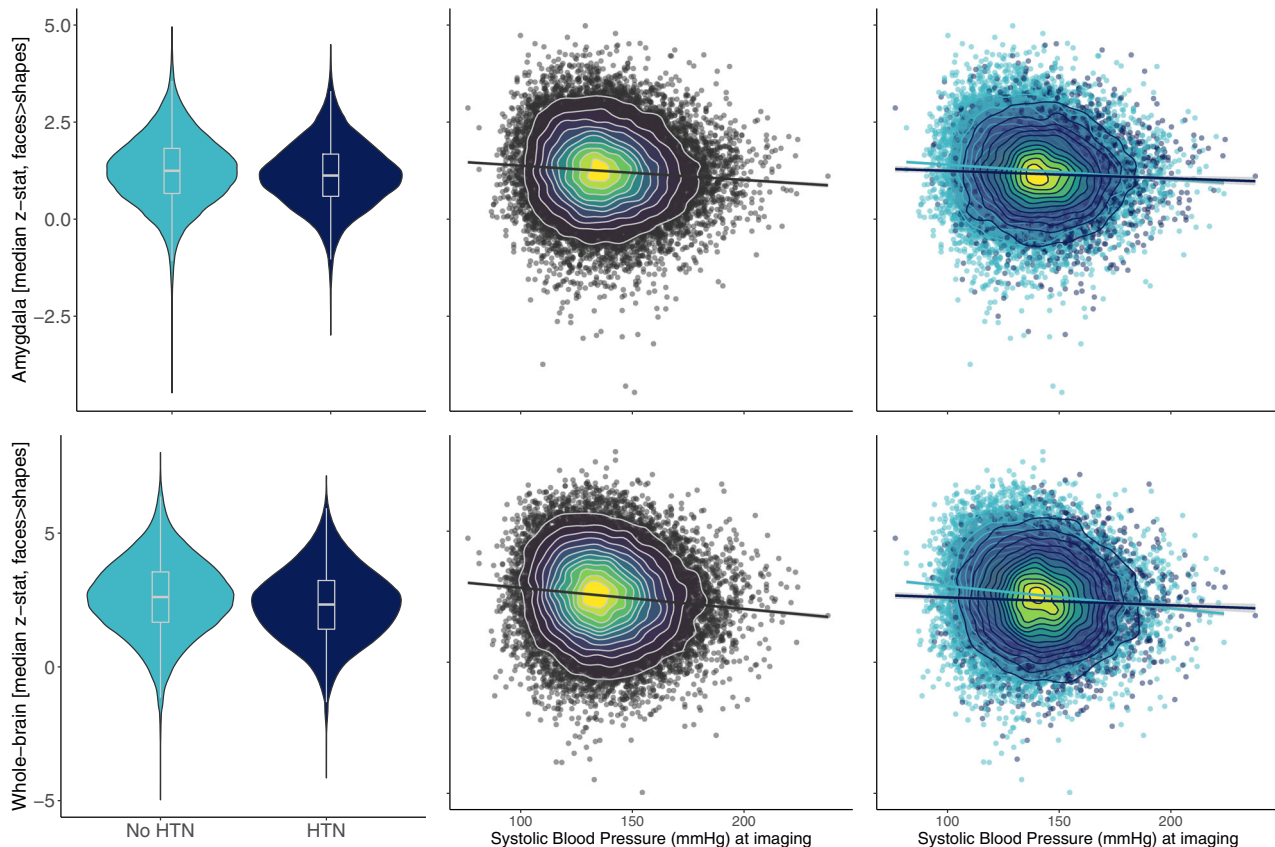 Amygdala [median z−stat, faces>shapes]
5.0
2.5
0.0
−2.5
Whole−brain [median z−stat, faces>shapes]
5
0
−5
No HTN
HTN
100
150
200
Systolic Blood Pressure (mmHg) at imaging
100
150
200
Systolic Blood Pressure (mmHg) at imaging